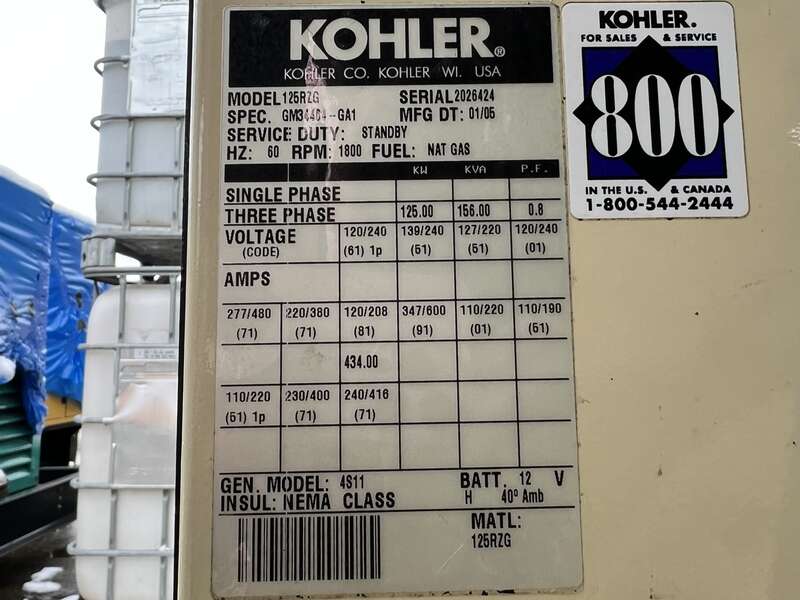 KOHLER®
KOHLER CO. KOHLER WI. USA
MODEL 125RZG SERIAL 2026424
SPEC. GM34404-GA1 MFG DT: 01/05
SERVICE DUTY: STANDBY
HZ: 60 RPM: 1800 FUEL: NAT GAS
KW KVA P.F.
SINGLE PHASE
THREE PHASE 125.00 156.00 0.8
VOLTAGE 120/240 139/240 127/220 120/240
(CODE) (61) 1p (51) (51) (01)
AMPS
277/480 220/380 120/208 347/600 110/220 110/190
(71) (71) (81) (91) (01) (51)
434.00
110/220 230/400 240/416
(51) 1p (71) (71)
GEN. MODEL: 4S11 BATT. 12 V
INSUL: NEMA CLASS H 40º Amb
MATL:
125RZG
KOHLER.
FOR SALES & SERVICE
800
IN THE U.S. & CANADA
1-800-544-2444